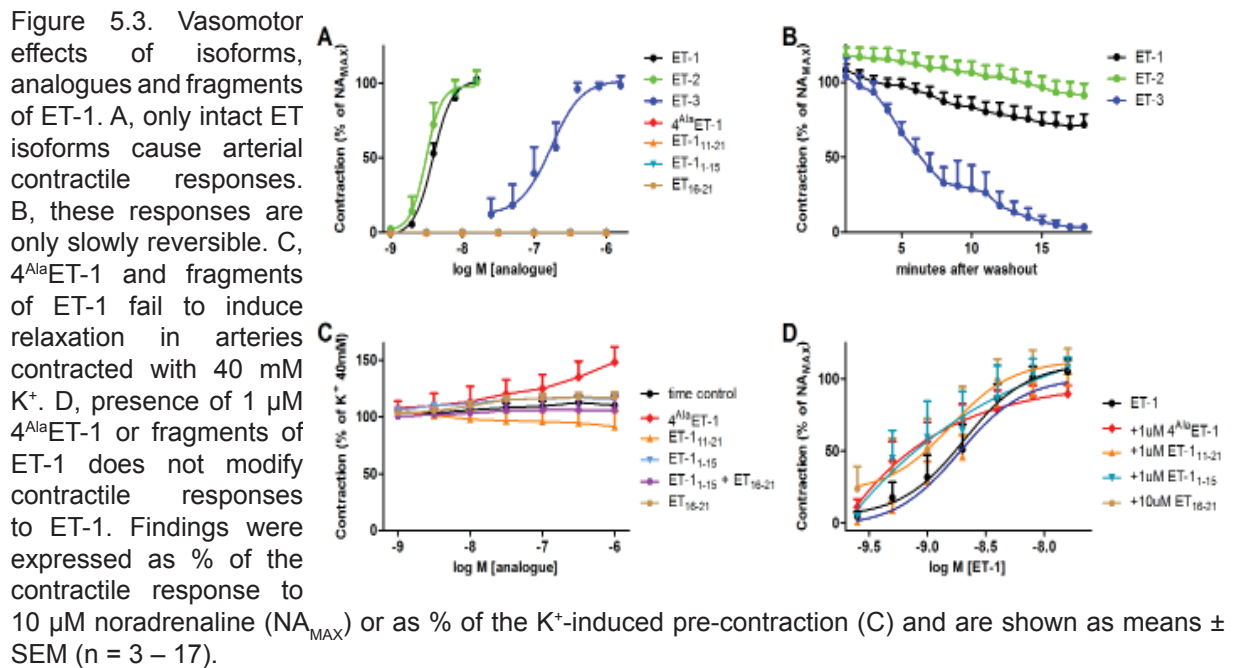 Figure 5.3. Vasomotor
effects of isoforms,
analogues and fragments
of ET-1. A, only intact ET
isoforms cause arterial
contractile responses.
B, these responses are
only slowly reversible. C,
4AlaET-1 and fragments
of ET-1 fail to induce
relaxation in arteries
contracted with 40 mM
K+. D, presence of 1 µM
4AlaET-1 or fragments of
ET-1 does not modify
contractile responses
to ET-1. Findings were
expressed as % of the
contractile response to
10 µM noradrenaline (NAMAX) or as % of the K+-induced pre-contraction (C) and are shown as means ±
SEM (n = 3 – 17).
A
Contraction (% of NAMAX)
100
50
0
-9
-8
-7
-6
log M [analogue]
ET-1
ET-2
ET-3
4AlaET-1
ET-111-21
ET-11-15
ET16-21
B
Contraction (% of NAMAX)
100
50
0
5
10
15
minutes after washout
ET-1
ET-2
ET-3
C
Contraction (% of K+ 40mM)
150
100
50
0
-9
-8
-7
-6
log M [analogue]
time control
4AlaET-1
ET-111-21
ET-11-15
ET-11-15 + ET16-21
ET16-21
D
Contraction (% of NAMAX)
100
50
0
-9.5
-9.0
-8.5
-8.0
log M [ET-1]
ET-1
+1uM 4AlaET-1
+1uM ET-111-21
+1uM ET-11-15
+10uM ET16-21